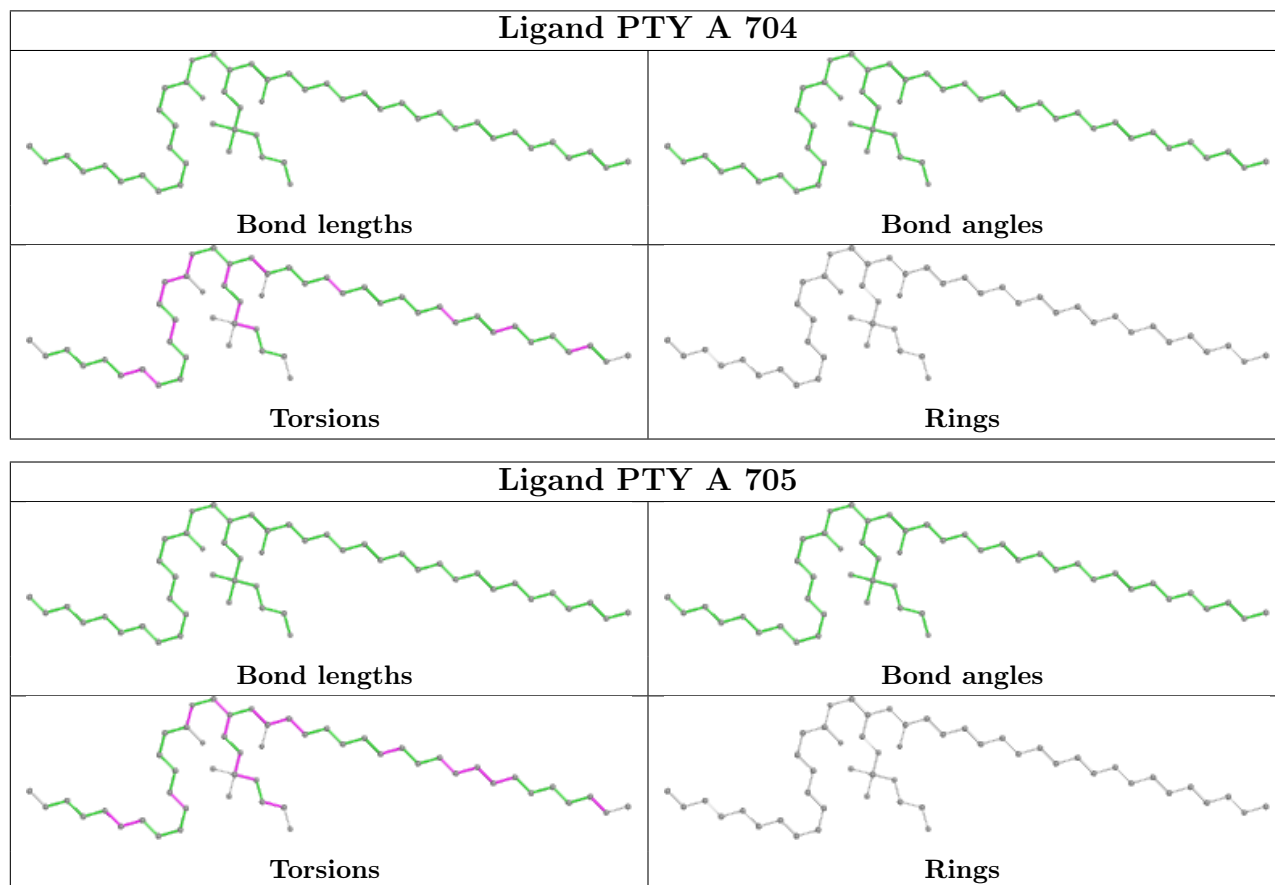 Ligand PTY A 704
Bond lengths
Bond angles
Torsions
Rings
Ligand PTY A 705
Bond lengths
Bond angles
Torsions
Rings